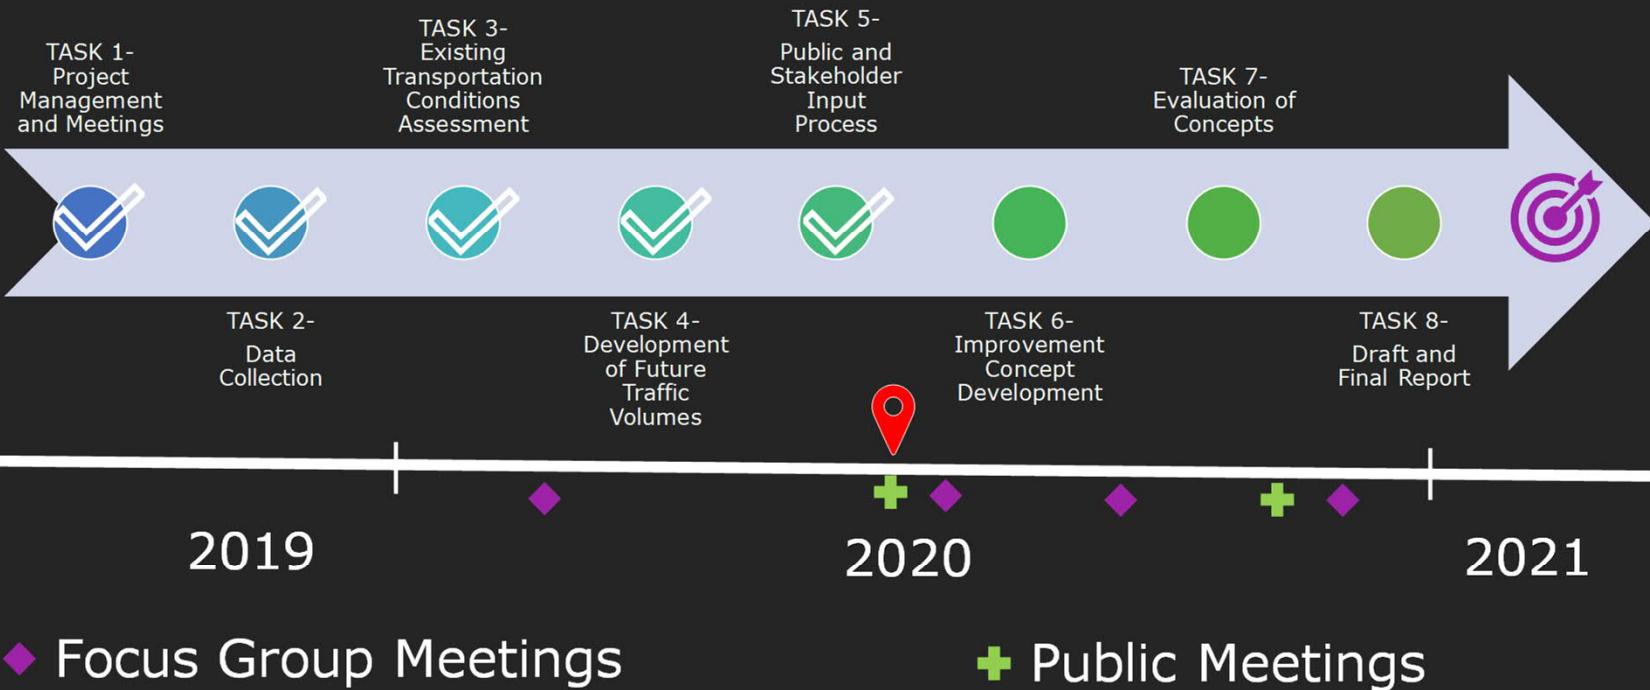 TASK 1-
Project
Management
and Meetings
TASK 3-
Existing
Transportation
Conditions
Assessment
TASK 5-
Public and
Stakeholder
Input
Process
TASK 7-
Evaluation of
Concepts
TASK 2-
Data
Collection
TASK 4-
Development
of Future
Traffic
Volumes
TASK 6-
Improvement
Concept
Development
TASK 8-
Draft and
Final Report
2019
2020
2021
Focus Group Meetings
Public Meetings